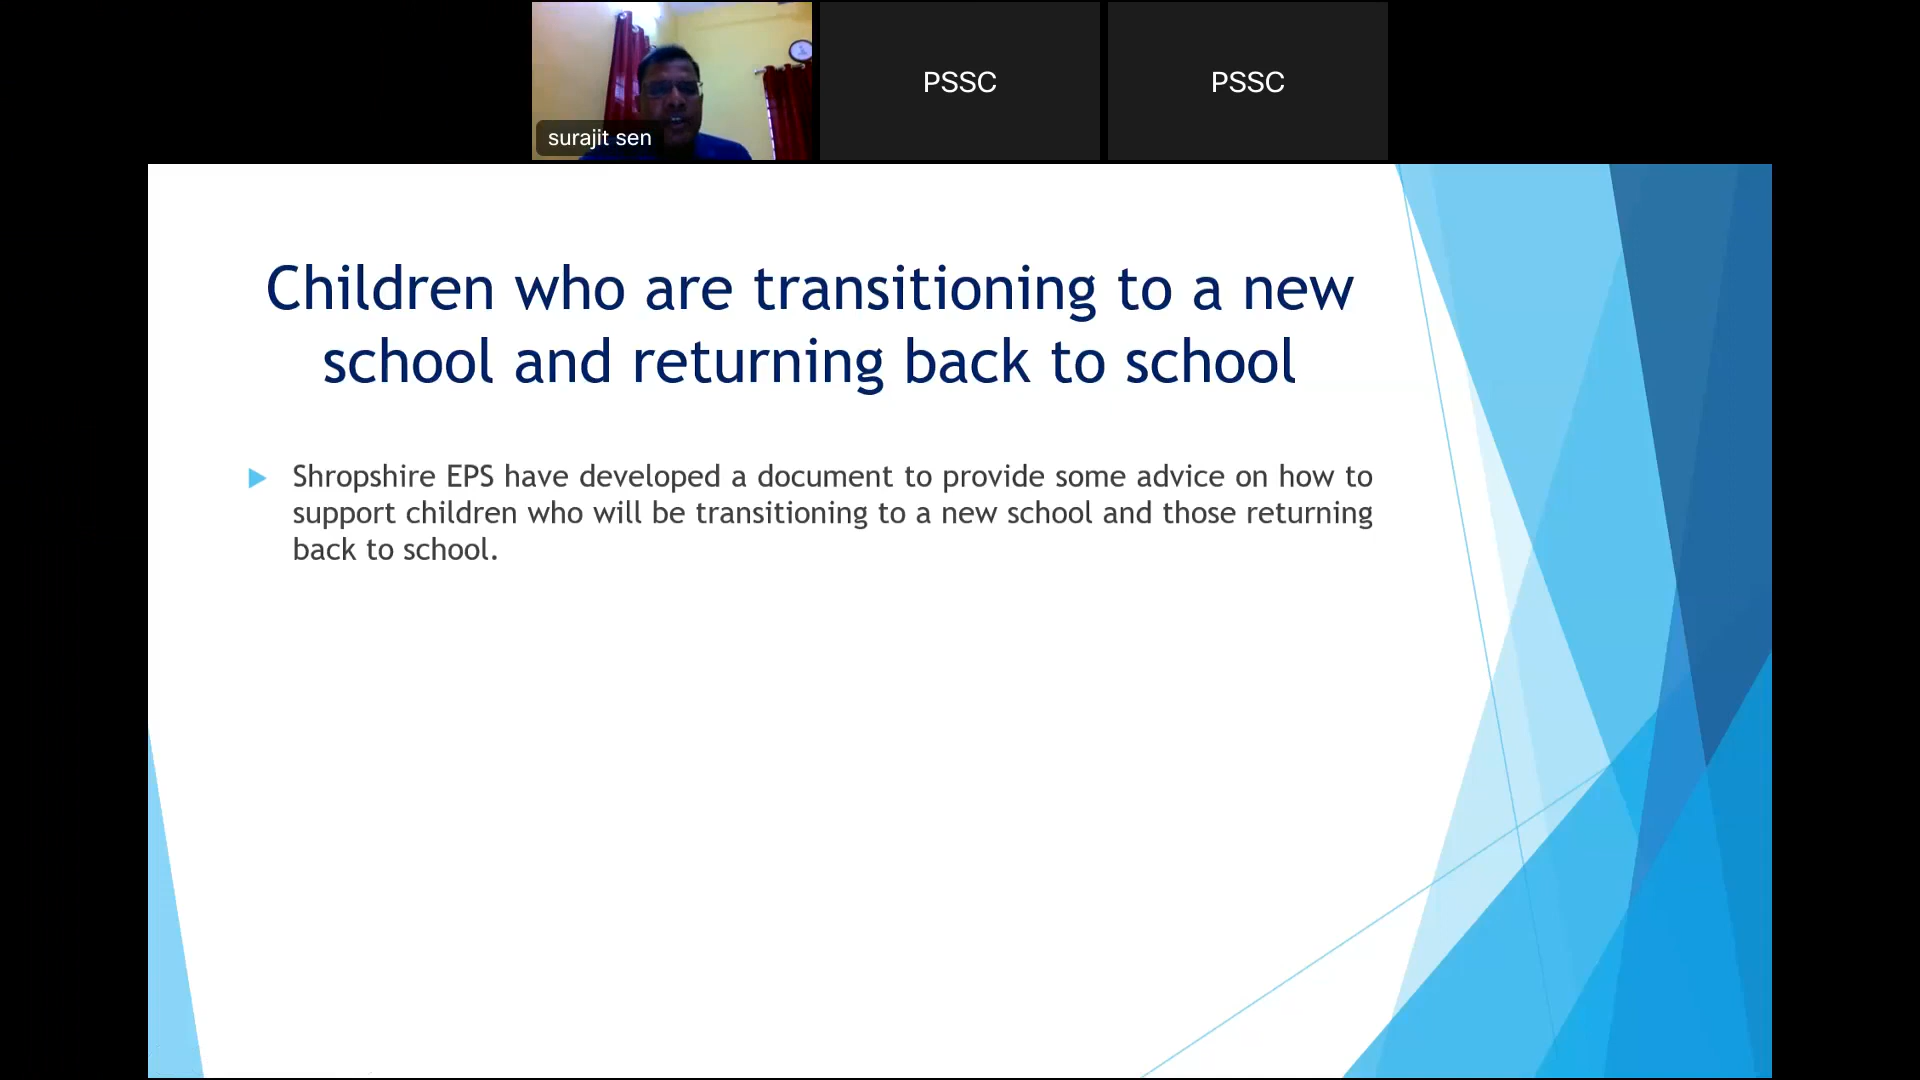 surajit sen
PSSC
PSSC
Children who are transitioning to a new
school and returning back to school
Shropshire EPS have developed a document to provide some advice on how to
support children who will be transitioning to a new school and those returning
back to school.